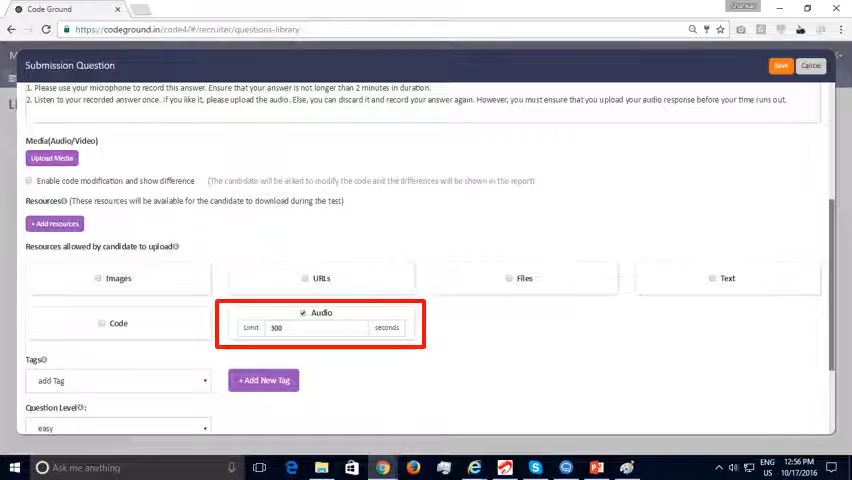 Code Ground
Shankar
https://codeground.in/code4/#/recruiter/questions-library
Submission Question
Save
Cancel
1. Please use your microphone to record this answer. Ensure that your answer is not longer than 2 minutes in duration.
2. Listen to your recorded answer once. If you like it, please upload the audio. Else, you can discard it and record your answer again. However, you must ensure that you upload your audio response before your time runs out.
Media(Audio/Video)
Upload Media
Enable code modification and show difference (The candidate will be asked to modify the code and the differences will be shown in the report)
Resources (These resources will be available for the candidate to download during the test)
+ Add resources
Resources allowed by candidate to upload
Images URLs Files Text
Code Audio
Limit 300 seconds
Tags
add Tag + Add New Tag
Question Level :
easy
Ask me anything
ENG 12:56 PM
US 10/17/2016